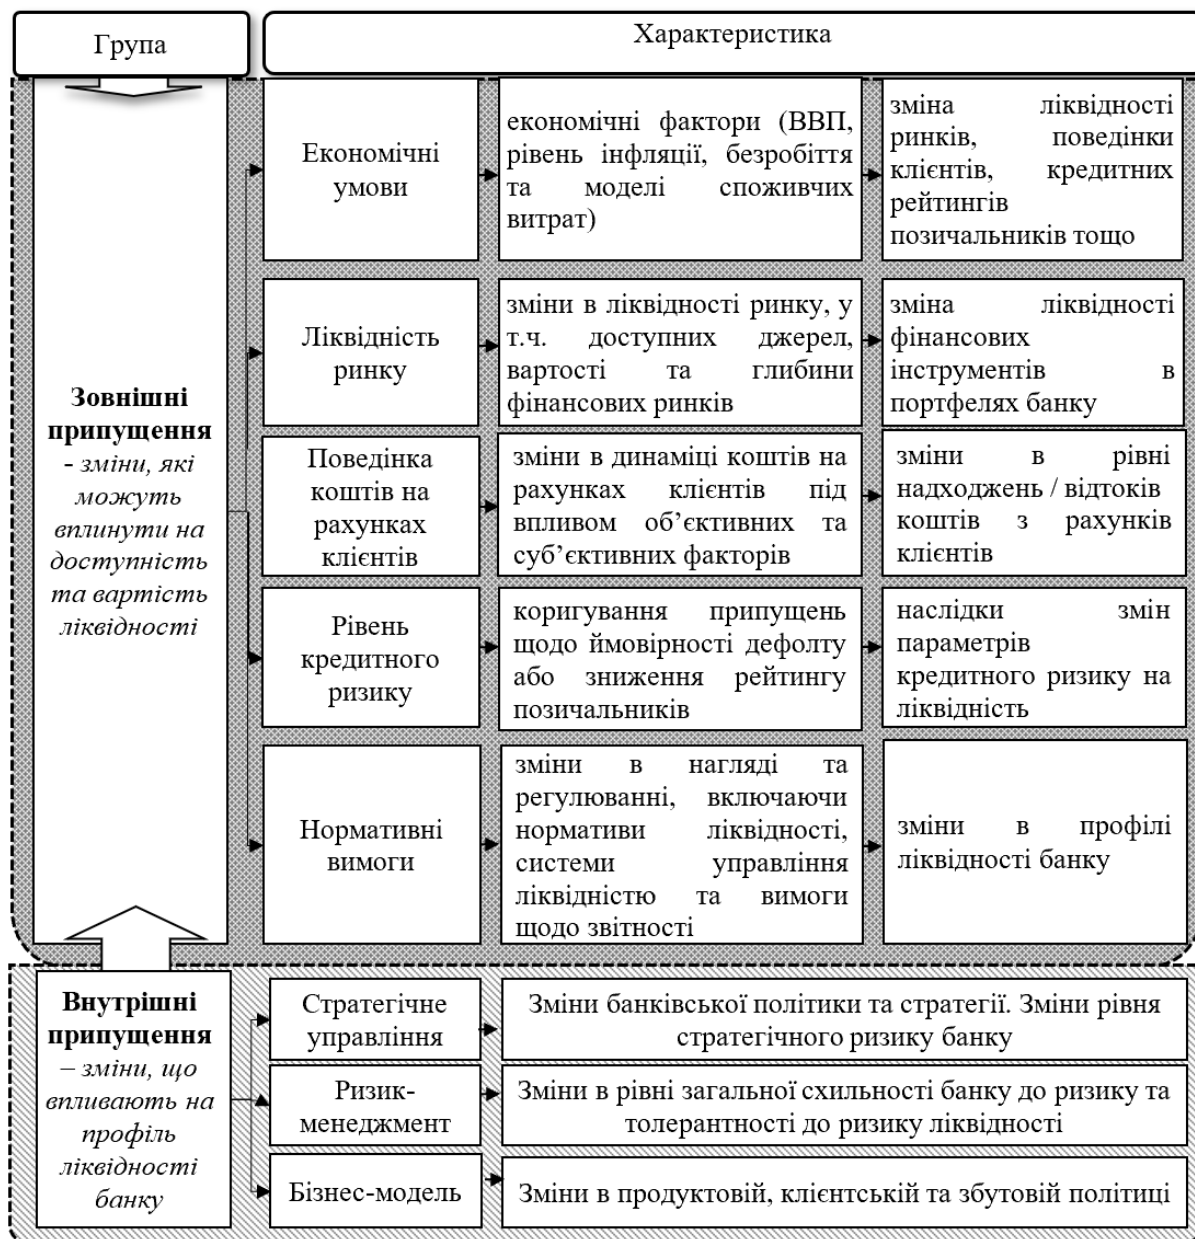 Група
Характеристика
Зовнішні
припущення
- зміни, які
можуть
вплинути на
доступність
та вартість
ліквідності
Економічні
умови
економічні фактори (ВВП,
рівень інфляції, безробіття
та моделі споживчих
витрат)
зміна ліквідності
ринків, поведінки
клієнтів, кредитних
рейтингів
позичальників тощо
Ліквідність
ринку
зміни в ліквідності ринку, у
т.ч. доступних джерел,
вартості та глибини
фінансових ринків
зміна ліквідності
фінансових
інструментів в
портфелях банку
Поведінка
коштів на
рахунках
клієнтів
зміни в динаміці коштів на
рахунках клієнтів під
впливом об’єктивних та
суб’єктивних факторів
зміни в рівні
надходжень / відтоків
коштів з рахунків
клієнтів
Рівень
кредитного
ризику
коригування припущень
щодо ймовірності дефолту
або зниження рейтингу
позичальників
наслідки змін
параметрів
кредитного ризику на
ліквідність
Нормативні
вимоги
зміни в нагляді та
регулюванні, включаючи
нормативи ліквідності,
системи управління
ліквідністю та вимоги
щодо звітності
зміни в профілі
ліквідності банку
Внутрішні
припущення
– зміни, що
впливають на
профіль
ліквідності
банку
Стратегічне
управління
Зміни банківської політики та стратегії. Зміни рівня
стратегічного ризику банку
Ризик-
менеджмент
Зміни в рівні загальної схильності банку до ризику та
толерантності до ризику ліквідності
Бізнес-модель
Зміни в продуктовій, клієнтській та збутовій політиці